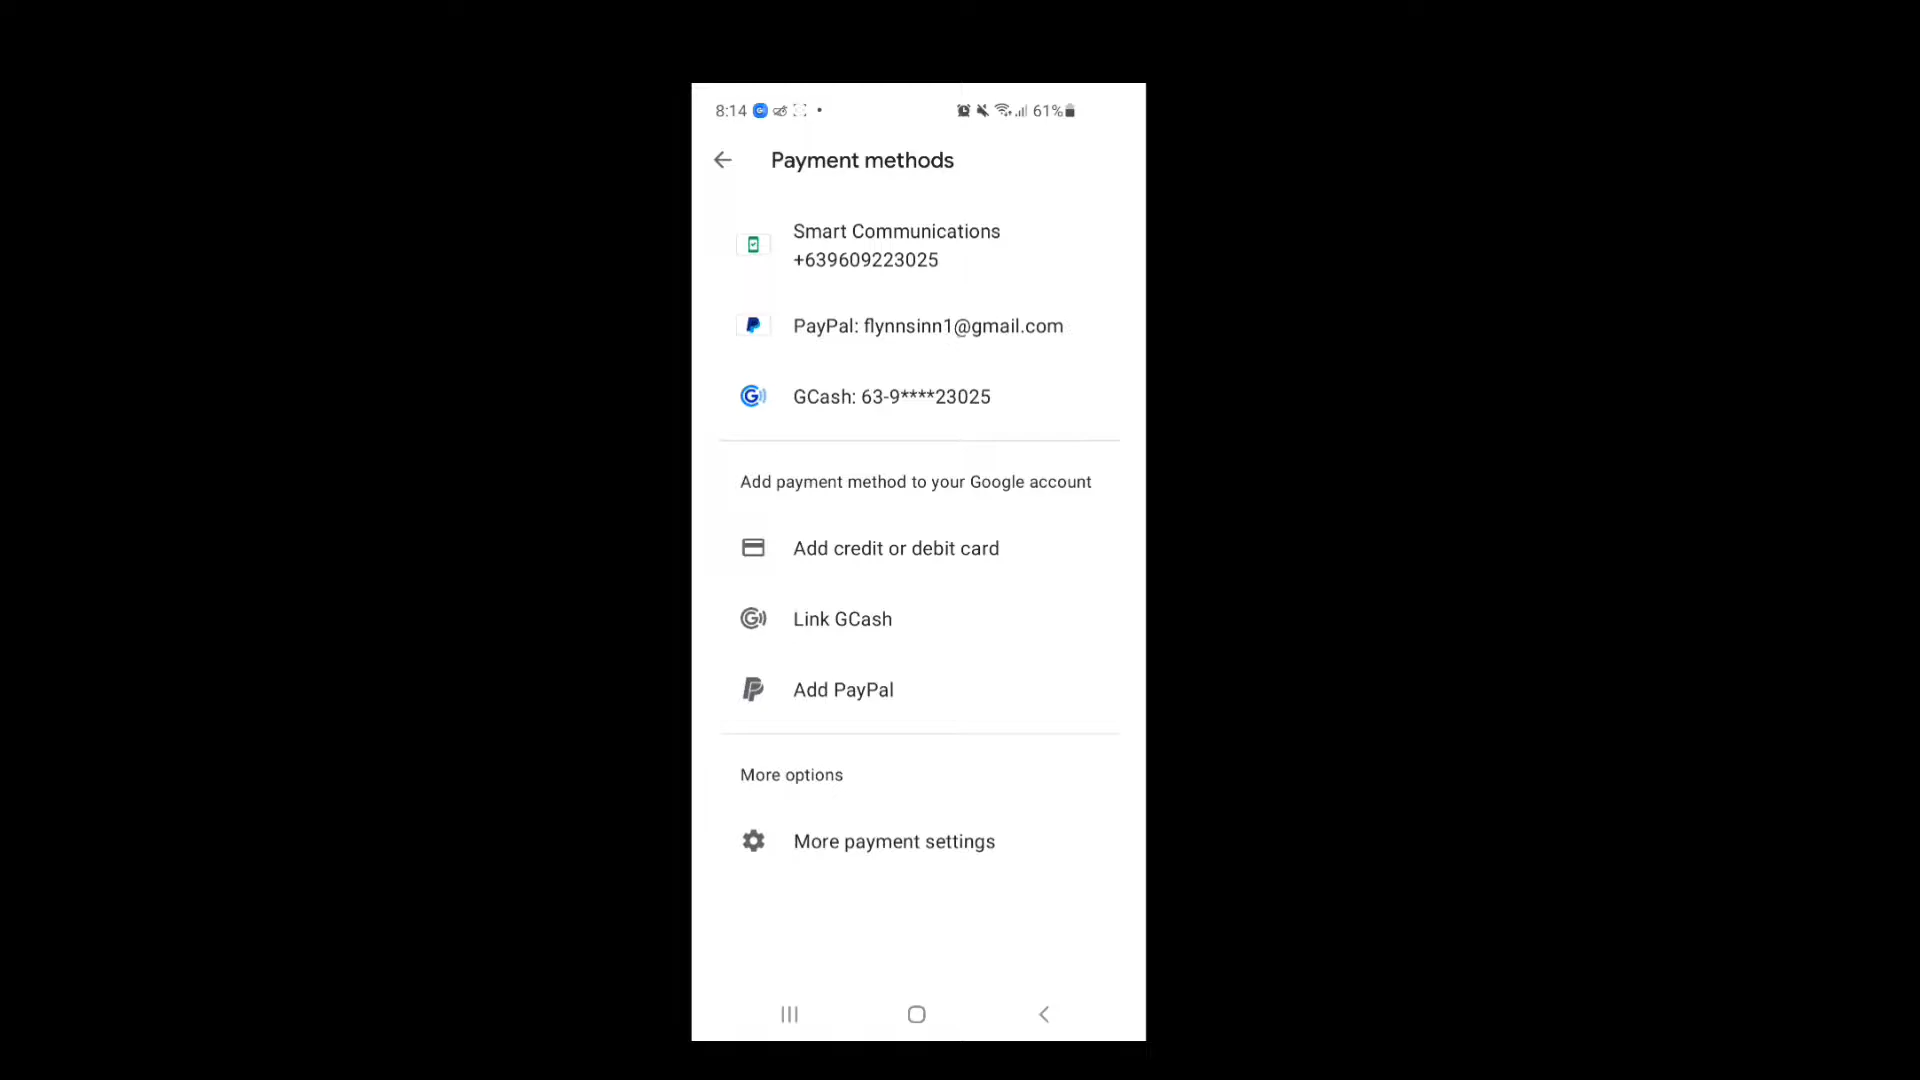 8:14 61%
Payment methods
Smart Communications
+639609223025
PayPal: flynnsinn1@gmail.com
GCash: 63-9****23025
Add payment method to your Google account
Add credit or debit card
Link GCash
Add PayPal
More options
More payment settings